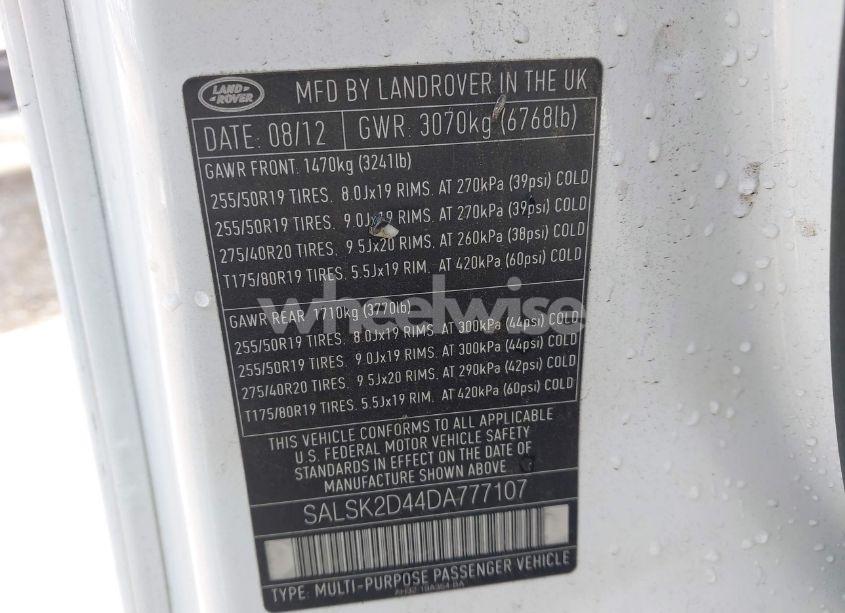 LAND ROVER
MFD BY LANDROVER IN THE UK
DATE: 08/12 GWR: 3070kg (6768lb)
GAWR FRONT. 1470kg (3241lb)
255/50R19 TIRES. 8.0Jx19 RIMS. AT 270kPa (39psi) COLD
255/50R19 TIRES. 9.0Jx19 RIMS. AT 270kPa (39psi) COLD
275/40R20 TIRES. 9.5Jx20 RIMS. AT 260kPa (38psi) COLD
T175/80R19 TIRES. 5.5Jx19 RIM. AT 420kPa (60psi) COLD
wheelwise
GAWR REAR 1710kg (3770lb)
255/50R19 TIRES. 8.0Jx19 RIMS. AT 300kPa (44psi) COLD
255/50R19 TIRES. 9.0Jx19 RIMS. AT 300kPa (44psi) COLD
275/40R20 TIRES. 9.5Jx20 RIMS. AT 290kPa (42psi) COLD
T175/80R19 TIRES. 5.5Jx19 RIM. AT 420kPa (60psi) COLD
THIS VEHICLE CONFORMS TO ALL APPLICABLE
U.S. FEDERAL MOTOR VEHICLE SAFETY
STANDARDS IN EFFECT ON THE DATE OF
MANUFACTURE SHOWN ABOVE
SALSK2D44DA777107
TYPE: MULTI-PURPOSE PASSENGER VEHICLE